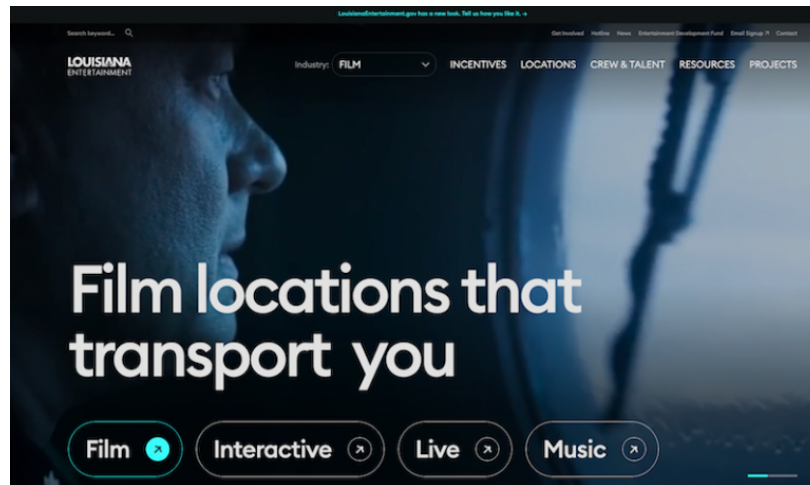 LouisianaEntertainment.gov has a new look. Tell us how you like it. →
Search keyword...
Get Involved Hotline News Entertainment Development Fund Email Signup ↗ Contact
LOUISIANA
ENTERTAINMENT
Industry: FILM
INCENTIVES LOCATIONS CREW & TALENT RESOURCES PROJECTS
Film locations that
transport you
Film Interactive Live Music